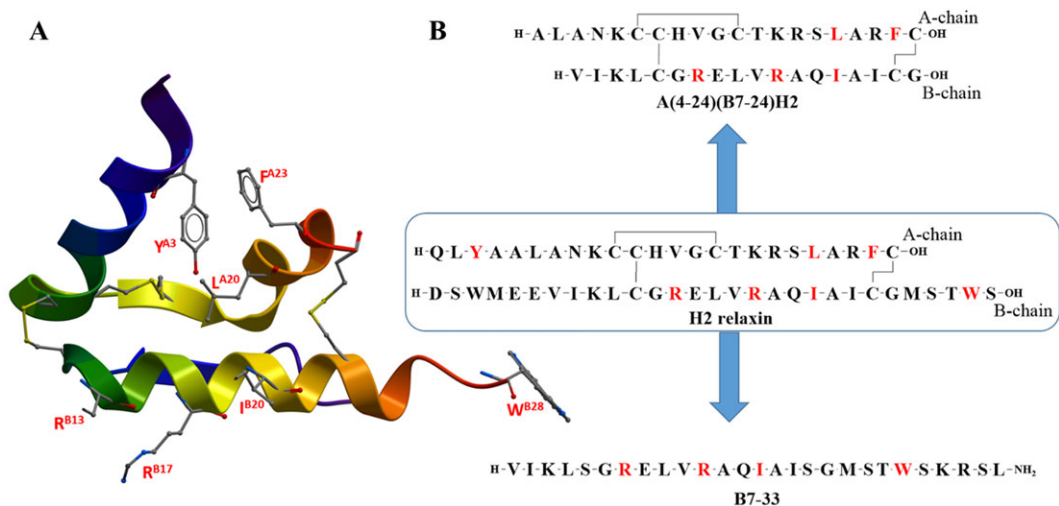 A
F^A23
Y^A3
L^A20
I^B20
R^B13
R^B17
W^B28
B
A-chain
H-A-L-A-N-K-C-C-H-V-G-C-T-K-R-S-L-A-R-F-C-OH
H-V-I-K-L-C-G-R-E-L-V-R-A-Q-I-A-I-C-G-OH
B-chain
A(4-24)(B7-24)H2
A-chain
H-Q-L-Y-A-A-L-A-N-K-C-C-H-V-G-C-T-K-R-S-L-A-R-F-C-OH
H-D-S-W-M-E-E-V-I-K-L-C-G-R-E-L-V-R-A-Q-I-A-I-C-G-M-S-T-W-S-OH
B-chain
H2 relaxin
H-V-I-K-L-S-G-R-E-L-V-R-A-Q-I-A-I-S-G-M-S-T-W-S-K-R-S-L-NH₂
B7-33